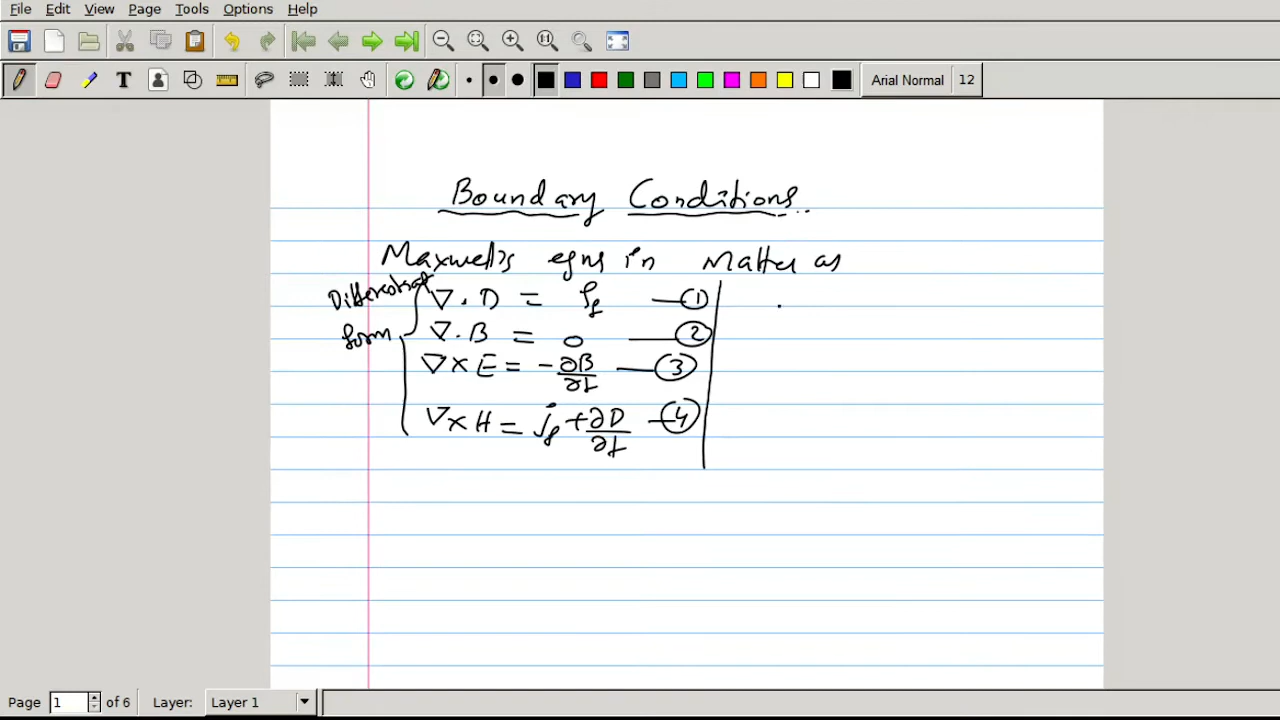 File Edit View Page Tools Options Help
Arial Normal 12
Boundary Conditions
Maxwell's eqns in Matter as
Differential form
∇ . D = ρf —①
∇ . B = 0 —②
∇ × E = - ∂B/∂t —③
∇ × H = jf + ∂D/∂t —④
Page 1 of 6 Layer: Layer 1